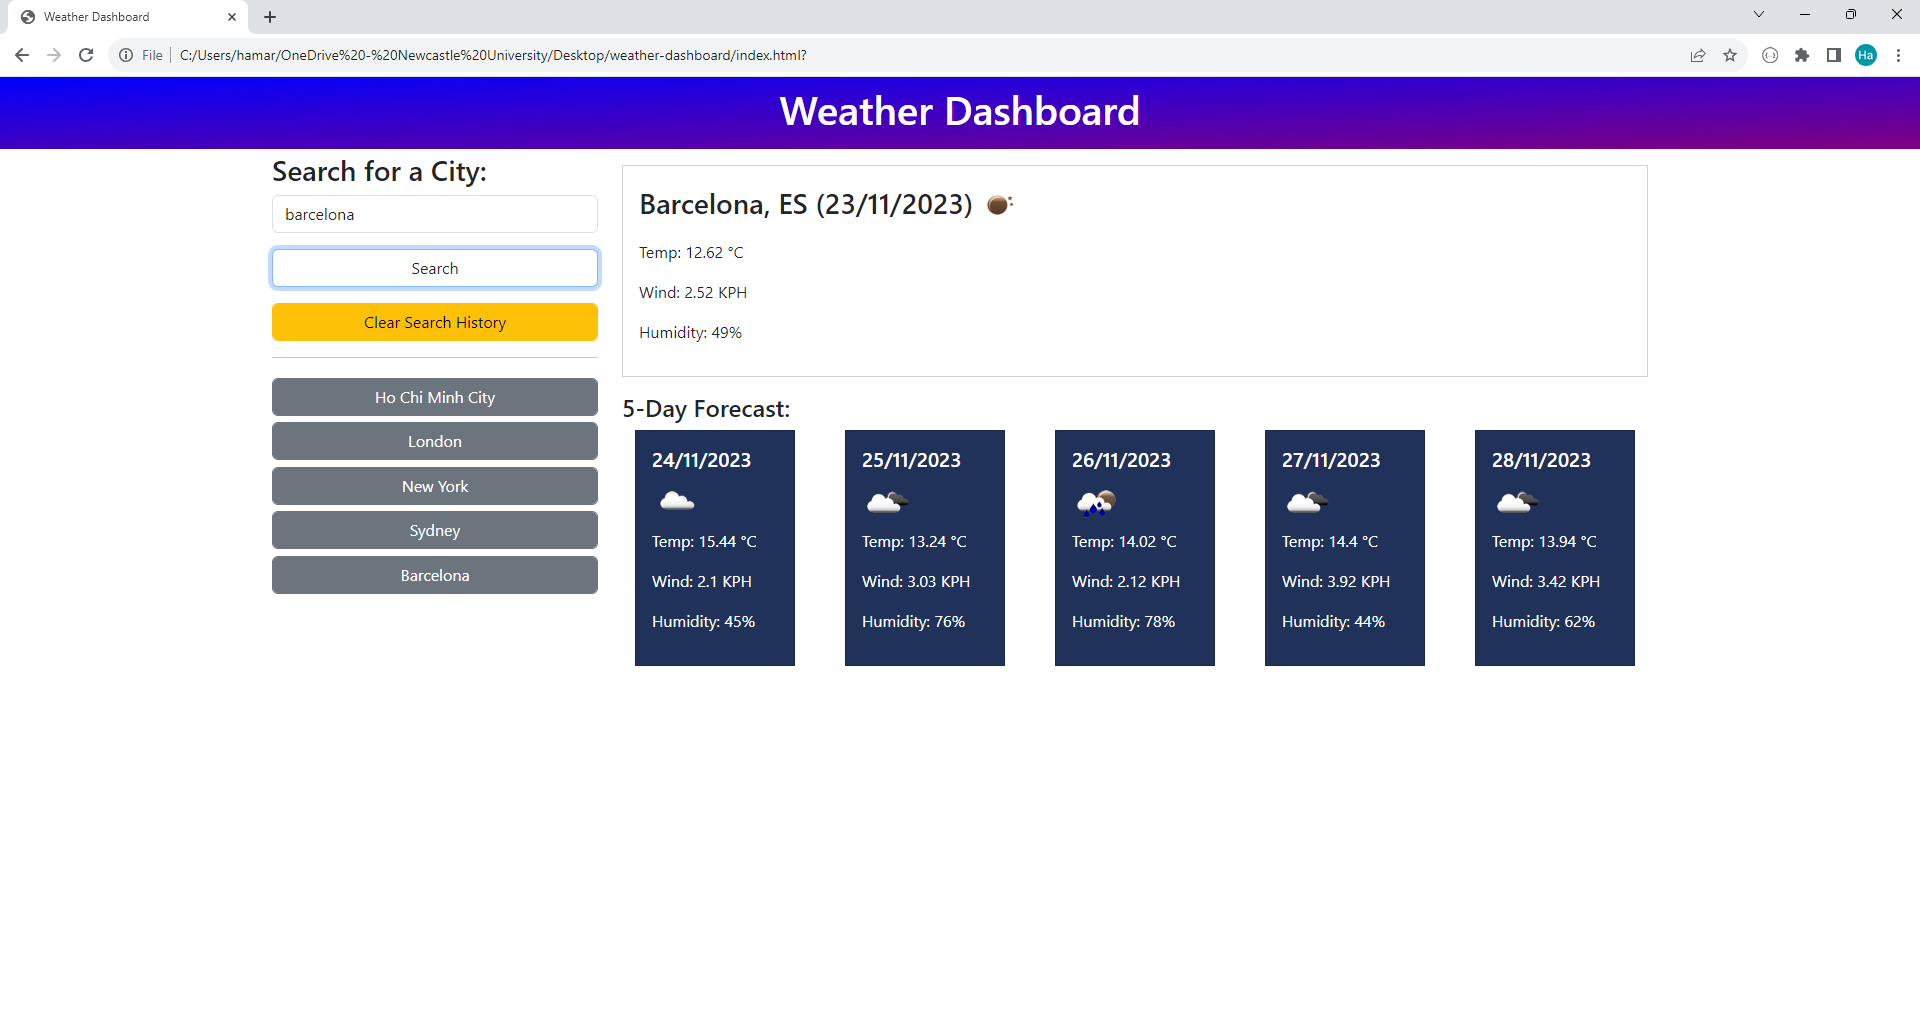 Weather Dashboard
File
C:/Users/hamar/OneDrive%20-%20Newcastle%20University/Desktop/weather-dashboard/index.html?
Ha
Weather Dashboard
Search for a City:
barcelona
Search
Clear Search History
Ho Chi Minh City
London
New York
Sydney
Barcelona
Barcelona, ES (23/11/2023)
Temp: 12.62 °C
Wind: 2.52 KPH
Humidity: 49%
5-Day Forecast:
24/11/2023
Temp: 15.44 °C
Wind: 2.1 KPH
Humidity: 45%
25/11/2023
Temp: 13.24 °C
Wind: 3.03 KPH
Humidity: 76%
26/11/2023
Temp: 14.02 °C
Wind: 2.12 KPH
Humidity: 78%
27/11/2023
Temp: 14.4 °C
Wind: 3.92 KPH
Humidity: 44%
28/11/2023
Temp: 13.94 °C
Wind: 3.42 KPH
Humidity: 62%